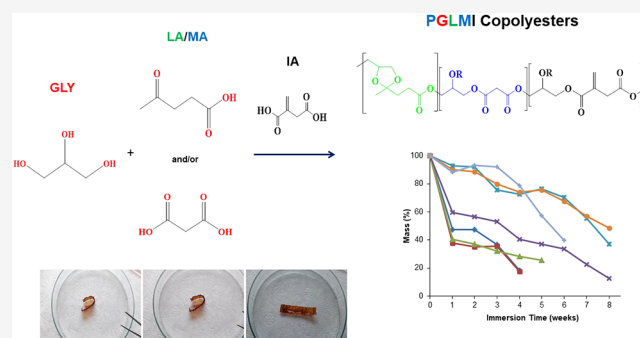 PGLMI Copolyesters
LA/MA
IA
GLY
O
OH
O
OH
HO
OH
+
and/or
O
HO
O
OH
O
O
HO
OH
O
O
O
O
OR
O
O
O
O
OR
O
O
O
Mass (%)
100
80
60
40
20
0
0 1 2 3 4 5 6 7 8
Immersion Time (weeks)